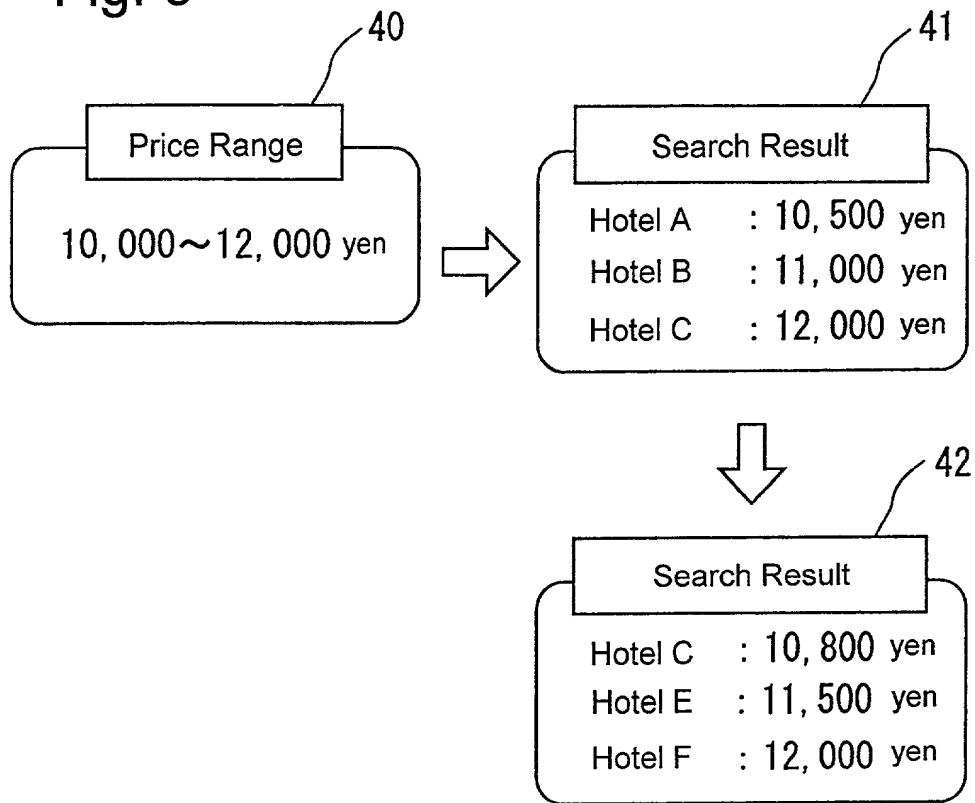 40
41
Price Range
Search Result
10,000~12,000 yen
Hotel A : 10,500 yen
Hotel B : 11,000 yen
Hotel C : 12,000 yen
42
Search Result
Hotel C : 10,800 yen
Hotel E : 11,500 yen
Hotel F : 12,000 yen